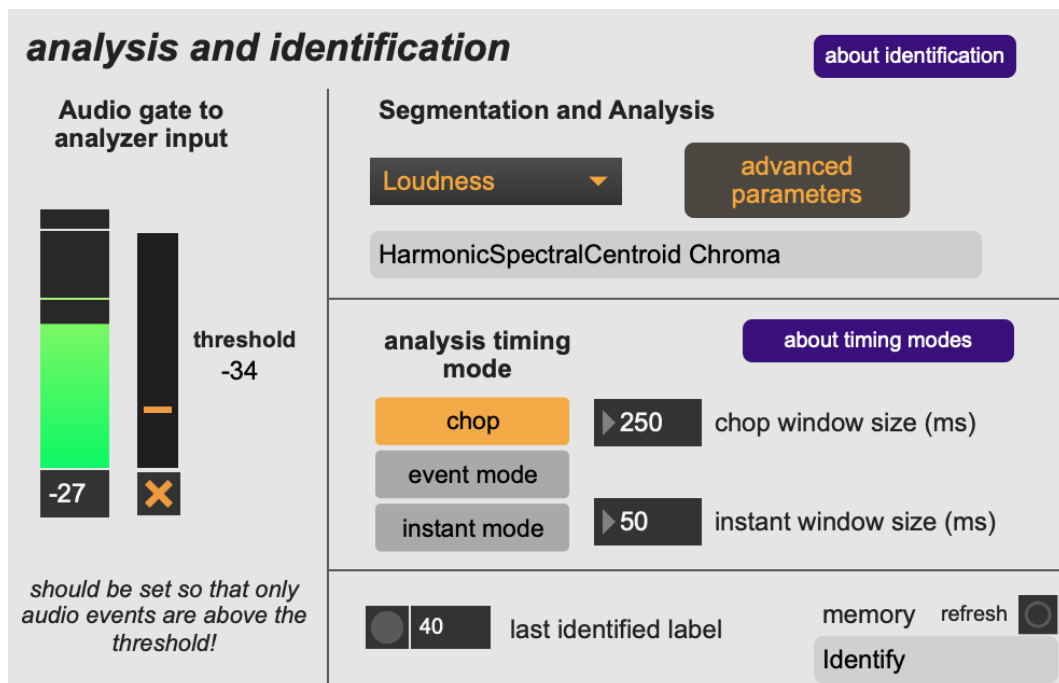 analysis and identification
about identification
Audio gate to
analyzer input
threshold
-34
-27
should be set so that only
audio events are above the
threshold!
Segmentation and Analysis
Loudness
advanced
parameters
HarmonicSpectralCentroid Chroma
analysis timing
mode
about timing modes
chop
250 chop window size (ms)
event mode
instant mode
50 instant window size (ms)
40 last identified label
memory refresh
Identify